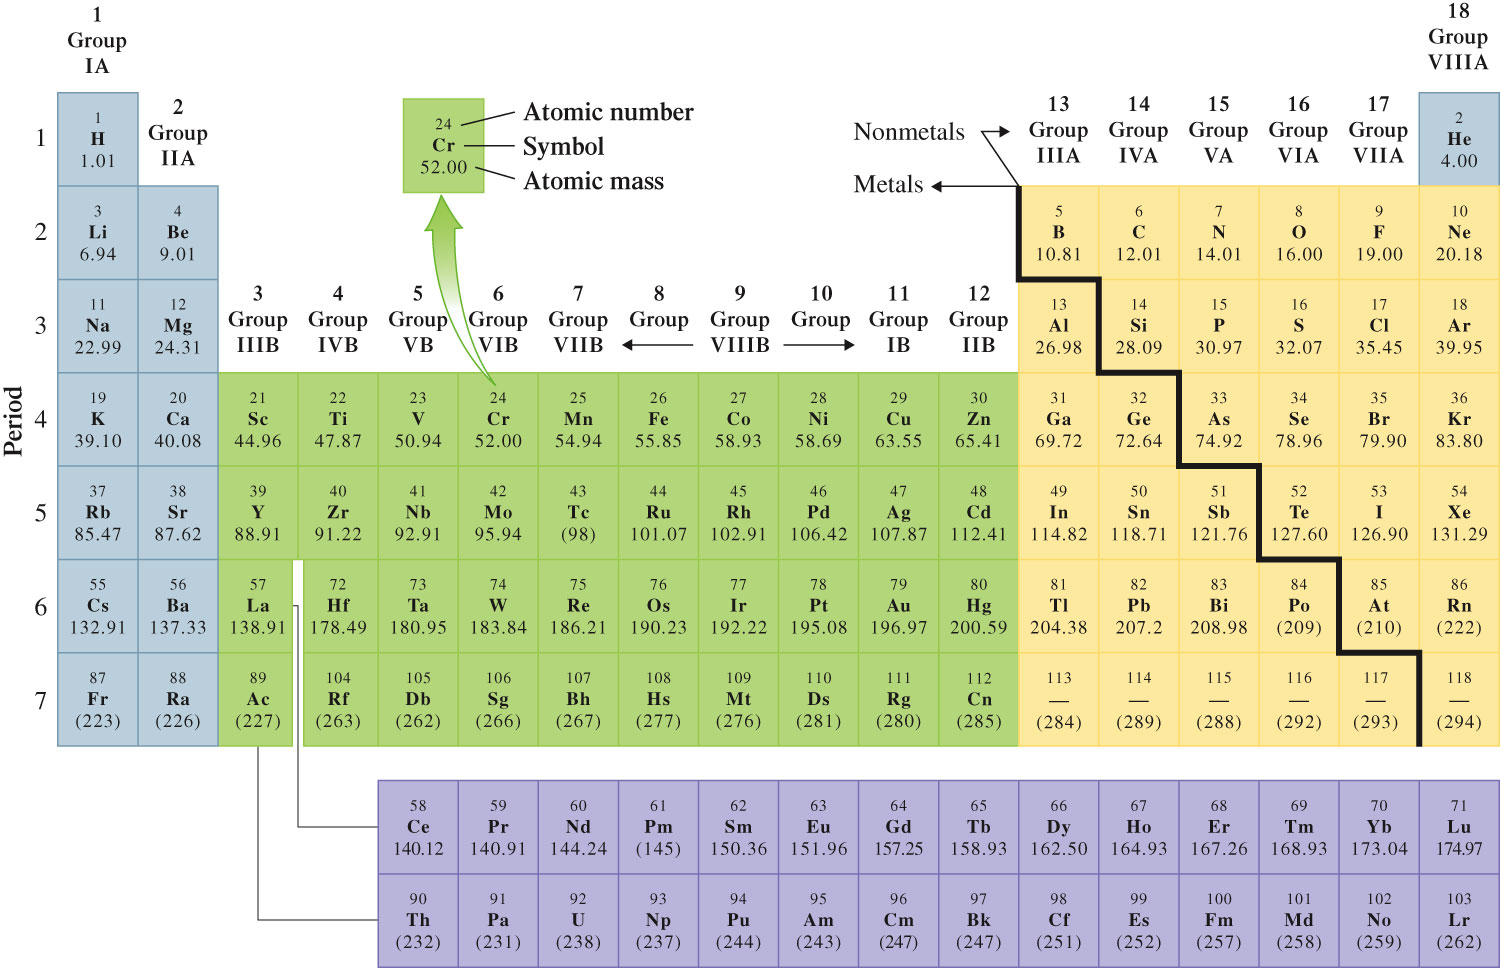 1
Group
IA
18
Group
VIIIA
2
Group
IIA
13
Group
IIIA
14
Group
IVA
15
Group
VA
16
Group
VIA
17
Group
VIIA
24
Cr
52.00
Atomic number
Symbol
Atomic mass
Nonmetals
Metals
3
Group
IIIB
4
Group
IVB
5
Group
VB
6
Group
VIB
7
Group
VIIB
8
Group
9
Group
VIIIB
10
Group
11
Group
IB
12
Group
IIB
Period
1
1 2
H He
1.01 4.00
2
3 4 5 6 7 8 9 10
Li Be B C N O F Ne
6.94 9.01 10.81 12.01 14.01 16.00 19.00 20.18
3
11 12 13 14 15 16 17 18
Na Mg Al Si P S Cl Ar
22.99 24.31 26.98 28.09 30.97 32.07 35.45 39.95
4
19 20 21 22 23 24 25 26 27 28 29 30 31 32 33 34 35 36
K Ca Sc Ti V Cr Mn Fe Co Ni Cu Zn Ga Ge As Se Br Kr
39.10 40.08 44.96 47.87 50.94 52.00 54.94 55.85 58.93 58.69 63.55 65.41 69.72 72.64 74.92 78.96 79.90 83.80
5
37 38 39 40 41 42 43 44 45 46 47 48 49 50 51 52 53 54
Rb Sr Y Zr Nb Mo Tc Ru Rh Pd Ag Cd In Sn Sb Te I Xe
85.47 87.62 88.91 91.22 92.91 95.94 (98) 101.07 102.91 106.42 107.87 112.41 114.82 118.71 121.76 127.60 126.90 131.29
6
55 56 57 72 73 74 75 76 77 78 79 80 81 82 83 84 85 86
Cs Ba La Hf Ta W Re Os Ir Pt Au Hg Tl Pb Bi Po At Rn
132.91 137.33 138.91 178.49 180.95 183.84 186.21 190.23 192.22 195.08 196.97 200.59 204.38 207.2 208.98 (209) (210) (222)
7
87 88 89 104 105 106 107 108 109 110 111 112 113 114 115 116 117 118
Fr Ra Ac Rf Db Sg Bh Hs Mt Ds Rg Cn — — — — — —
(223) (226) (227) (263) (262) (266) (267) (277) (276) (281) (280) (285) (284) (289) (288) (292) (293) (294)
58 59 60 61 62 63 64 65 66 67 68 69 70 71
Ce Pr Nd Pm Sm Eu Gd Tb Dy Ho Er Tm Yb Lu
140.12 140.91 144.24 (145) 150.36 151.96 157.25 158.93 162.50 164.93 167.26 168.93 173.04 174.97
90 91 92 93 94 95 96 97 98 99 100 101 102 103
Th Pa U Np Pu Am Cm Bk Cf Es Fm Md No Lr
(232) (231) (238) (237) (244) (243) (247) (247) (251) (252) (257) (258) (259) (262)